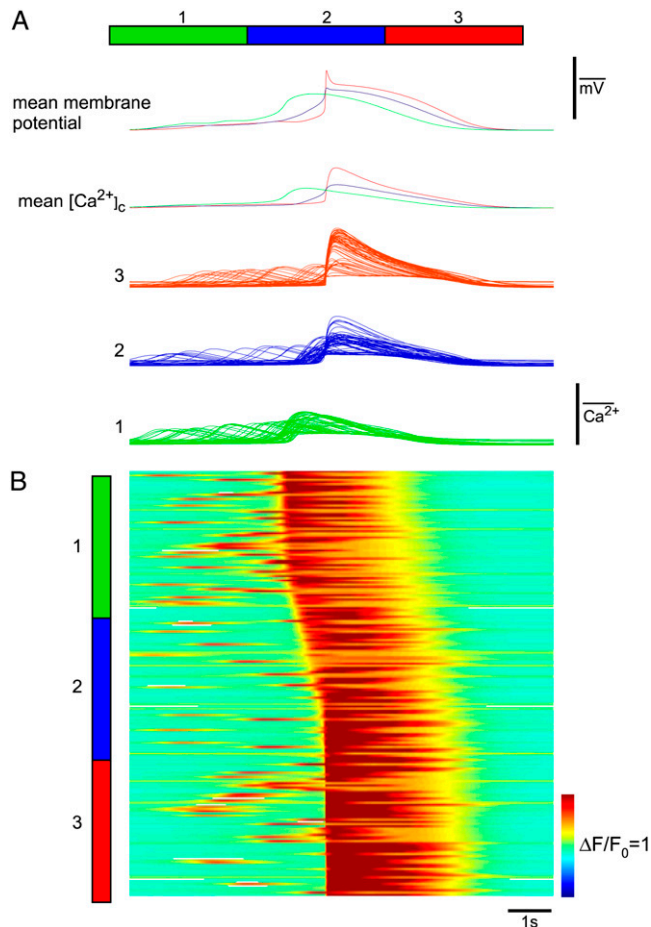 A
1 2 3
mean membrane
potential
mV
mean [Ca²⁺]c
3
2
1
Ca²⁺
B
1
2
3
ΔF/F₀=1
1s